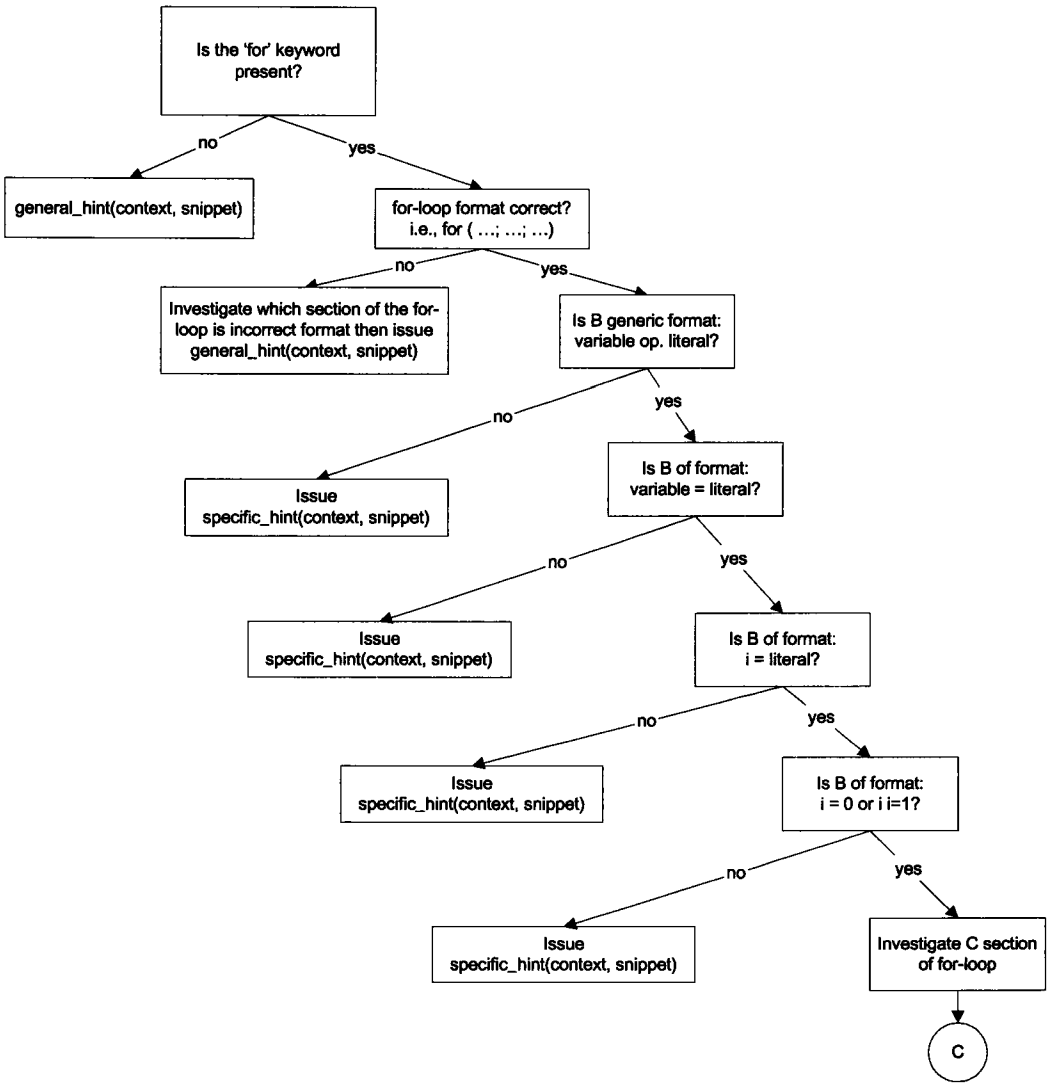 Is the 'for' keyword
present?
no
yes
general_hint(context, snippet)
for-loop format correct?
i.e., for ( ...; ...; ...)
no
yes
Investigate which section of the for-
loop is incorrect format then issue
general_hint(context, snippet)
Is B generic format:
variable op. literal?
no
yes
Issue
specific_hint(context, snippet)
Is B of format:
variable = literal?
no
yes
Issue
specific_hint(context, snippet)
Is B of format:
i = literal?
no
yes
Issue
specific_hint(context, snippet)
Is B of format:
i = 0 or i i=1?
no
yes
Issue
specific_hint(context, snippet)
Investigate C section
of for-loop
C